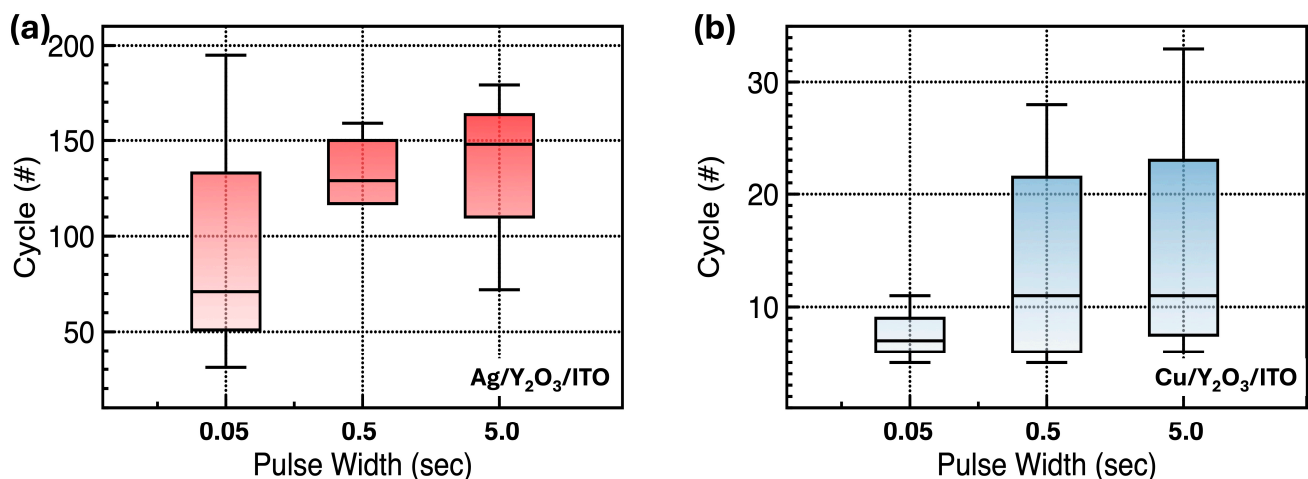 (a)
200
150
100
50
Cycle (#)
Ag/Y₂O₃/ITO
0.05 0.5 5.0
Pulse Width (sec)
(b)
30
20
10
Cycle (#)
Cu/Y₂O₃/ITO
0.05 0.5 5.0
Pulse Width (sec)